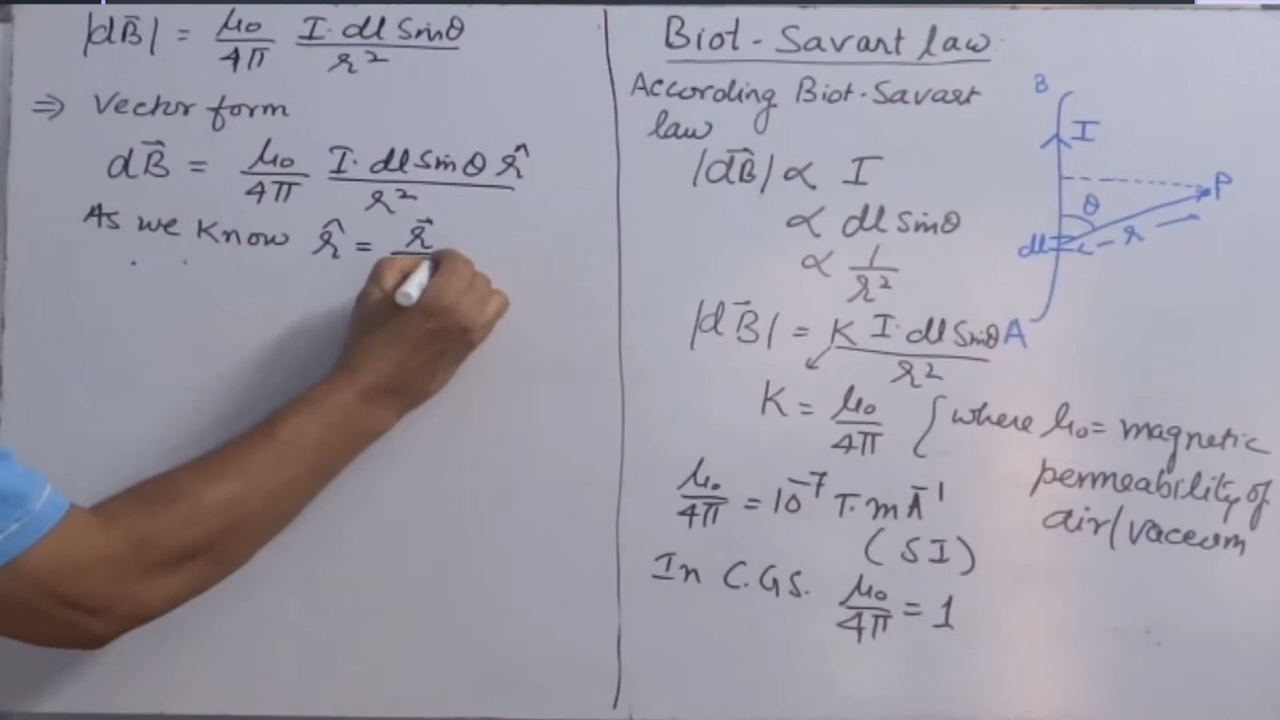 |dB⃗| = μ₀/4π I·dl Sinθ/r²
⇒ Vector form
dB⃗ = μ₀/4π I·dl sinθ r̂/r²
As we know r̂ = r⃗/
Biot-Savart law
According Biot-Savart
law
|dB⃗| ∝ I
∝ dl sinθ
∝ 1/r²
|dB⃗| = K I·dl Sinθ/r²
K = μ₀/4π { where μ₀ = magnetic
permeability of
air/vaceum
μ₀/4π = 10⁻⁷ T·m A⁻¹
(SI)
In C.G.S. μ₀/4π = 1
B
I
P
θ
dl
r
A